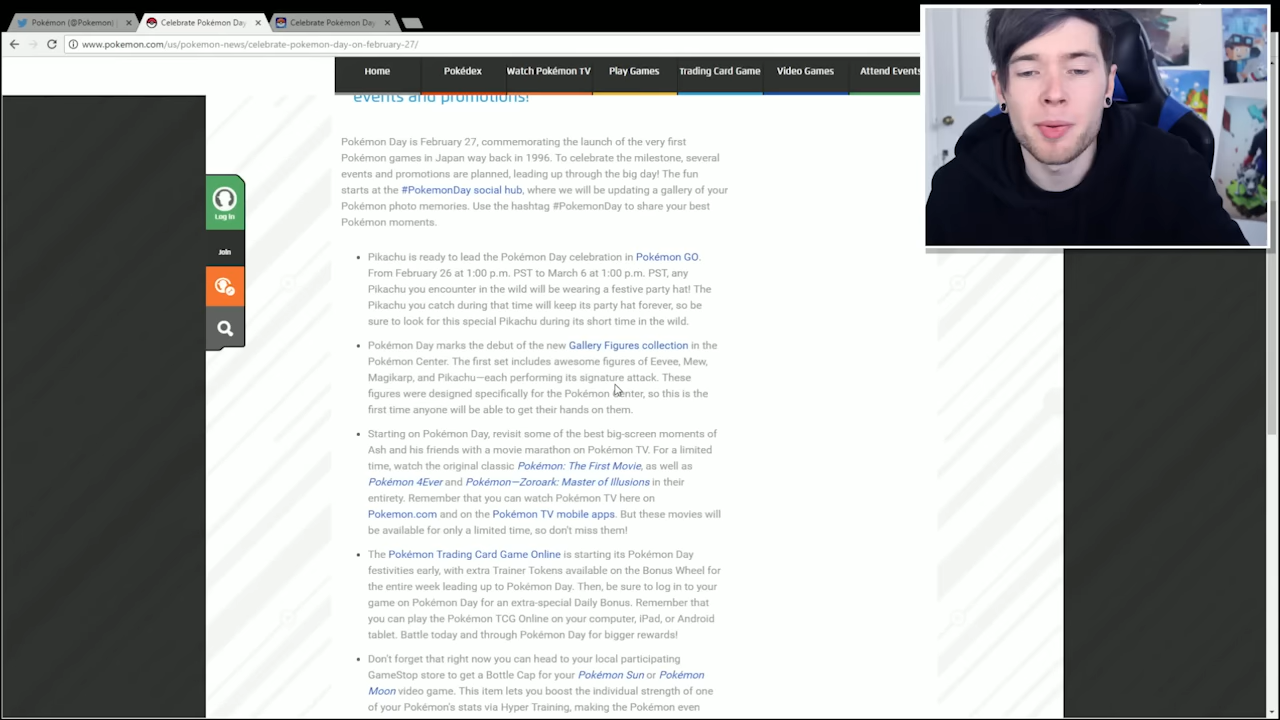 Pokémon (@Pokemon) |
Celebrate Pokémon Day
Celebrate Pokémon Day
www.pokemon.com/us/pokemon-news/celebrate-pokemon-day-on-february-27/
Home
Pokédex
Watch Pokémon TV
Play Games
Trading Card Game
Video Games
Attend Events
events and promotions!
Pokémon Day is February 27, commemorating the launch of the very first
Pokémon games in Japan way back in 1996. To celebrate the milestone, several
events and promotions are planned, leading up through the big day! The fun
starts at the #PokemonDay social hub, where we will be updating a gallery of your
Pokémon photo memories. Use the hashtag #PokemonDay to share your best
Pokémon moments.
Log In
Join
• Pikachu is ready to lead the Pokémon Day celebration in Pokémon GO.
From February 26 at 1:00 p.m. PST to March 6 at 1:00 p.m. PST, any
Pikachu you encounter in the wild will be wearing a festive party hat! The
Pikachu you catch during that time will keep its party hat forever, so be
sure to look for this special Pikachu during its short time in the wild.
• Pokémon Day marks the debut of the new Gallery Figures collection in the
Pokémon Center. The first set includes awesome figures of Eevee, Mew,
Magikarp, and Pikachu—each performing its signature attack. These
figures were designed specifically for the Pokémon Center, so this is the
first time anyone will be able to get their hands on them.
• Starting on Pokémon Day, revisit some of the best big-screen moments of
Ash and his friends with a movie marathon on Pokémon TV. For a limited
time, watch the original classic Pokémon: The First Movie, as well as
Pokémon 4Ever and Pokémon—Zoroark: Master of Illusions in their
entirety. Remember that you can watch Pokémon TV here on
Pokemon.com and on the Pokémon TV mobile apps. But these movies will
be available for only a limited time, so don't miss them!
• The Pokémon Trading Card Game Online is starting its Pokémon Day
festivities early, with extra Trainer Tokens available on the Bonus Wheel for
the entire week leading up to Pokémon Day. Then, be sure to log in to your
game on Pokémon Day for an extra-special Daily Bonus. Remember that
you can play the Pokémon TCG Online on your computer, iPad, or Android
tablet. Battle today and through Pokémon Day for bigger rewards!
• Don't forget that right now you can head to your local participating
GameStop store to get a Bottle Cap for your Pokémon Sun or Pokémon
Moon video game. This item lets you boost the individual strength of one
of your Pokémon's stats via Hyper Training, making the Pokémon even